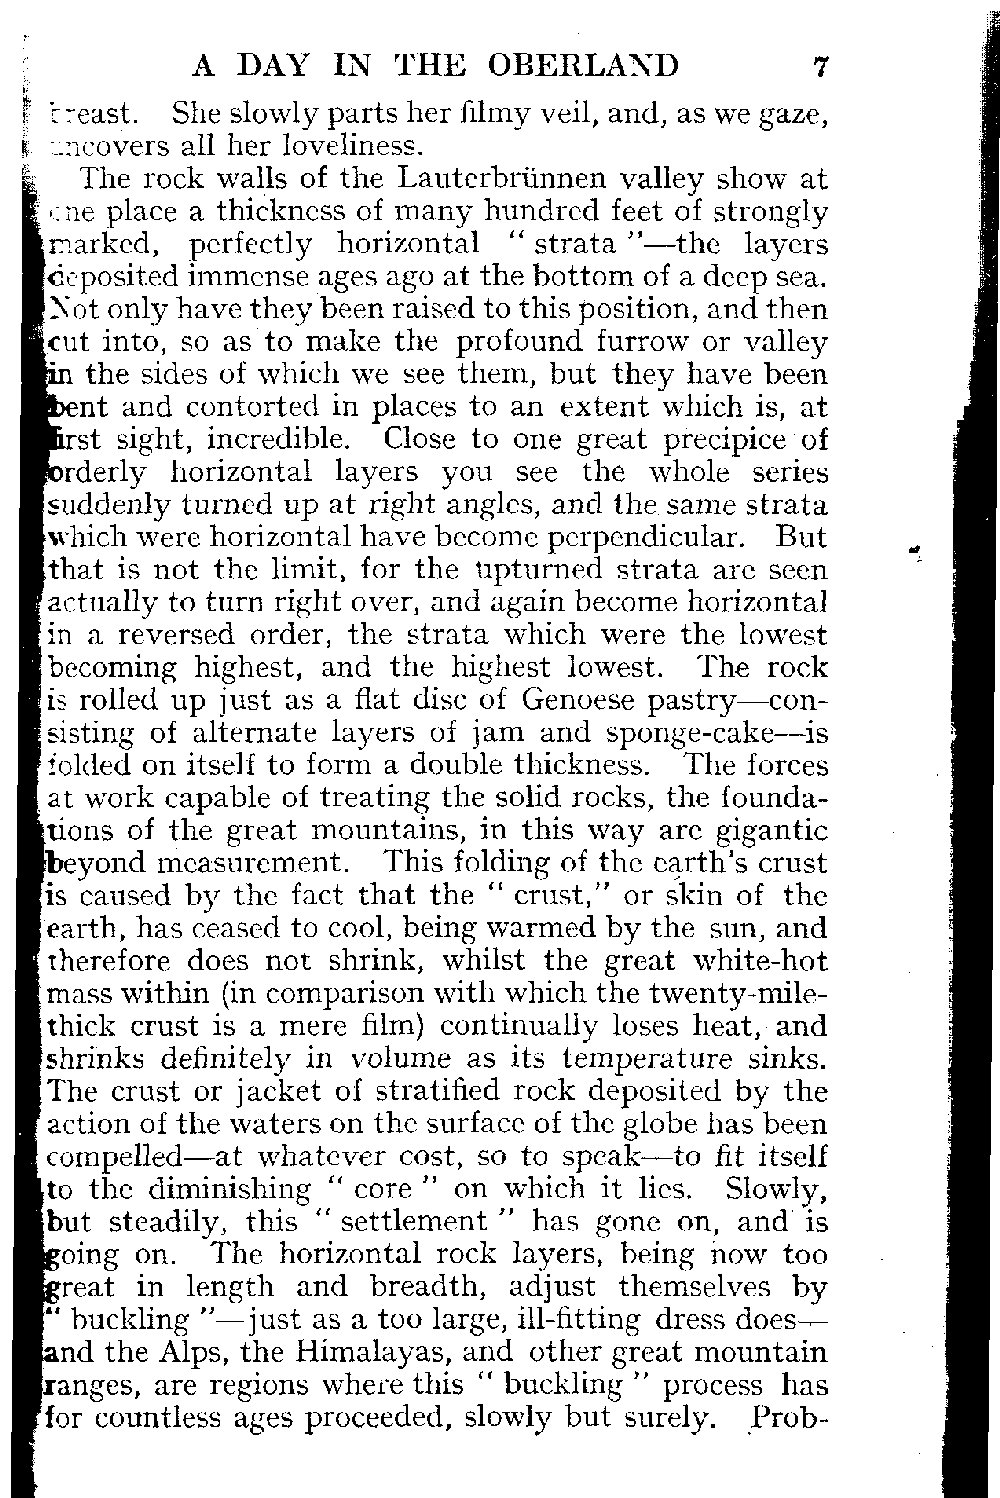 A DAY IN THE OBERLAND 7
breast. She slowly parts her filmy veil, and, as we gaze,
uncovers all her loveliness.
The rock walls of the Lauterbrünnen valley show at
one place a thickness of many hundred feet of strongly
marked, perfectly horizontal “ strata ”—the layers
deposited immense ages ago at the bottom of a deep sea.
Not only have they been raised to this position, and then
cut into, so as to make the profound furrow or valley
in the sides of which we see them, but they have been
bent and contorted in places to an extent which is, at
first sight, incredible. Close to one great precipice of
orderly horizontal layers you see the whole series
suddenly turned up at right angles, and the same strata
which were horizontal have become perpendicular. But
that is not the limit, for the upturned strata are seen
actually to turn right over, and again become horizontal
in a reversed order, the strata which were the lowest
becoming highest, and the highest lowest. The rock
is rolled up just as a flat disc of Genoese pastry—con-
sisting of alternate layers of jam and sponge-cake—is
folded on itself to form a double thickness. The forces
at work capable of treating the solid rocks, the founda-
tions of the great mountains, in this way are gigantic
beyond measurement. This folding of the earth's crust
is caused by the fact that the “ crust,” or skin of the
earth, has ceased to cool, being warmed by the sun, and
therefore does not shrink, whilst the great white-hot
mass within (in comparison with which the twenty-mile-
thick crust is a mere film) continually loses heat, and
shrinks definitely in volume as its temperature sinks.
The crust or jacket of stratified rock deposited by the
action of the waters on the surface of the globe has been
compelled—at whatever cost, so to speak—to fit itself
to the diminishing “ core ” on which it lies. Slowly,
but steadily, this “ settlement ” has gone on, and is
going on. The horizontal rock layers, being now too
great in length and breadth, adjust themselves by
“ buckling ”—just as a too large, ill-fitting dress does—
and the Alps, the Himalayas, and other great mountain
ranges, are regions where this “ buckling ” process has
for countless ages proceeded, slowly but surely. Prob-